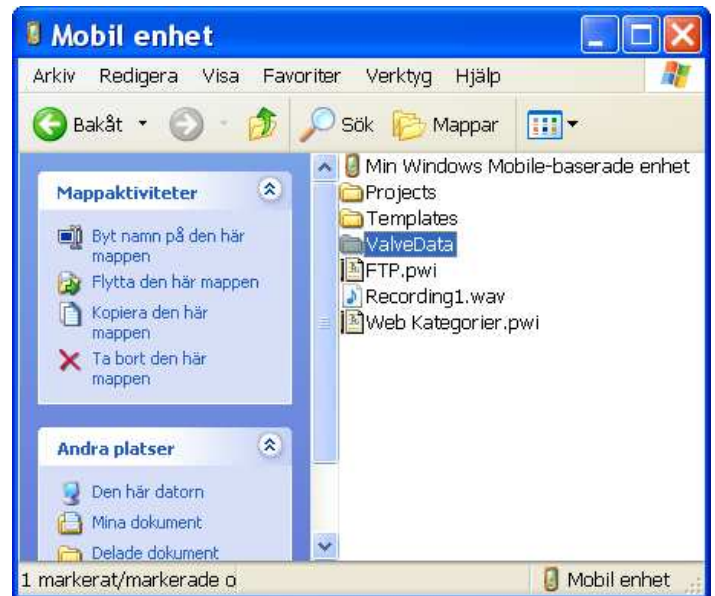 Mobil enhet
Arkiv Redigera Visa Favoriter Verktyg Hjälp
Bakåt Sök Mappar
Mappaktiviteter
Byt namn på den här
mappen
Flytta den här mappen
Kopiera den här
mappen
Ta bort den här
mappen
Andra platser
Den här datorn
Mina dokument
Delade dokument
Min Windows Mobile-baserade enhet
Projects
Templates
ValveData
FTP.pwi
Recording1.wav
Web Kategorier.pwi
1 markerat/markerade o
Mobil enhet